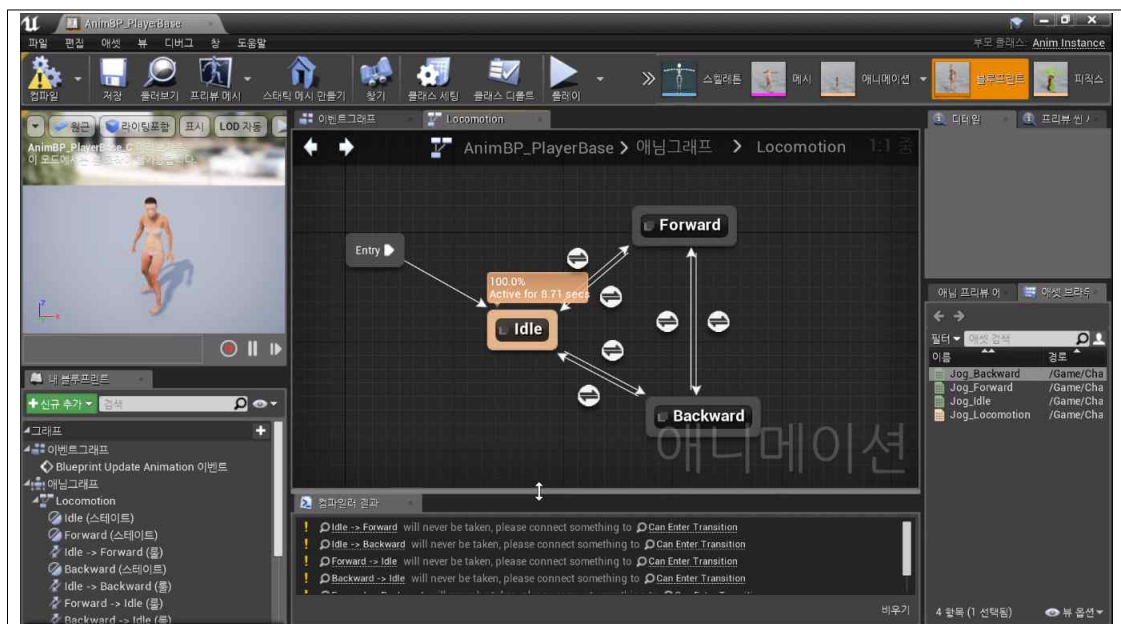 AnimBP_PlayerBase
파일 편집 애셋 뷰 디버그 창 도움말
부모 클래스: Anim Instance
컴파일 저장 둘러보기 프리뷰 메시 스태틱 메시 만들기 찾기 클래스 세팅 클래스 디폴트 플레이
스켈레톤 메시 애니메이션 블루프린트 피직스
원근 라이팅포함 표시 LOD 자동
AnimBP_PlayerBase_C
이벤트그래프 Locomotion
AnimBP_PlayerBase > 애님그래프 > Locomotion 1:1 줌
Entry
100.0%
Active for 8.71 secs
Idle
Forward
Backward
애니메이션
디테일 프리뷰 씬
내 블루프린트
신규 추가 검색
그래프
이벤트그래프
Blueprint Update Animation 이벤트
애님그래프
Locomotion
Idle (스테이트)
Forward (스테이트)
Idle -> Forward (룰)
Backward (스테이트)
Idle -> Backward (룰)
Forward -> Idle (룰)
Backward -> Idle (룰)
컴파일러 결과
Idle -> Forward will never be taken, please connect something to Can Enter Transition
Idle -> Backward will never be taken, please connect something to Can Enter Transition
Forward -> Idle will never be taken, please connect something to Can Enter Transition
Backward -> Idle will never be taken, please connect something to Can Enter Transition
비우기
애님 프리뷰 에 애셋 브라우
필터 애셋 검색
이름 경로
Jog_Backward /Game/Cha
Jog_Forward /Game/Cha
Jog_Idle /Game/Cha
Jog_Locomotion /Game/Cha
4 항목 (1 선택됨) 뷰 옵션